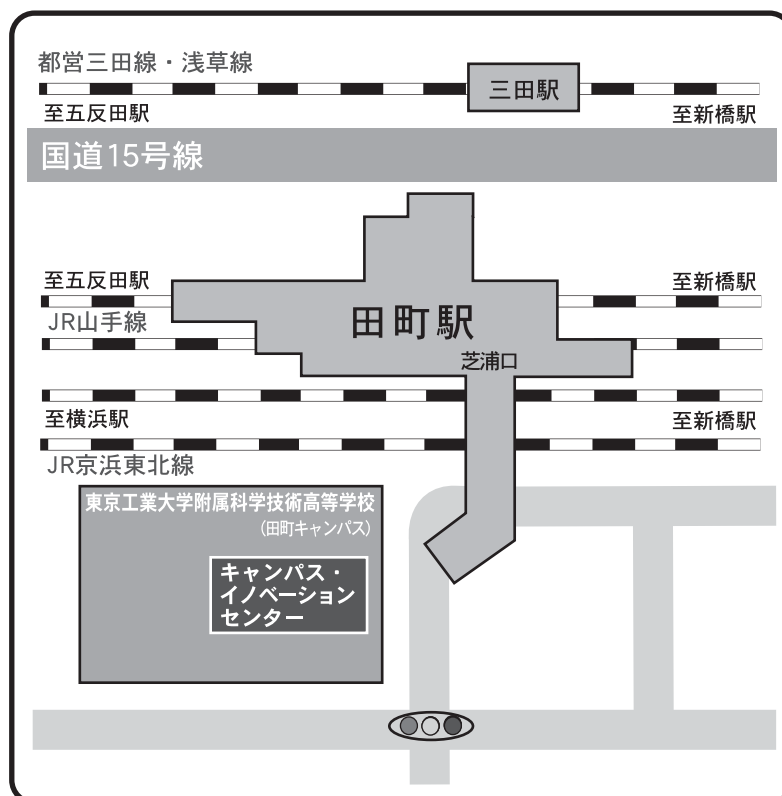 都営三田線・浅草線
三田駅
至五反田駅
至新橋駅
国道15号線
至五反田駅
至新橋駅
JR山手線
田町駅
芝浦口
至横浜駅
至新橋駅
JR京浜東北線
東京工業大学附属科学技術高等学校
(田町キャンパス)
キャンパス・
イノベーション
センター